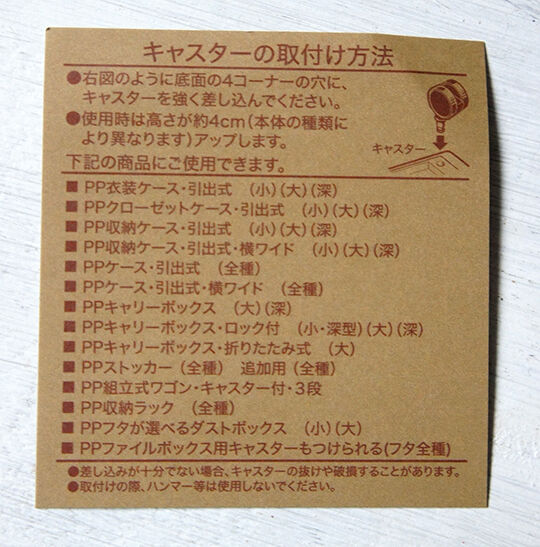 キャスターの取付け方法
●右図のように底面の4コーナーの穴に、
キャスターを強く差し込んでください。
●使用時は高さが約4cm(本体の種類に
より異なります)アップします。
キャスター
下記の商品にご使用できます。
■ PP衣装ケース・引出式 (小)(大)(深)
■ PPクローゼットケース・引出式 (小)(大)(深)
■ PP収納ケース・引出式 (小)(大)(深)
■ PP収納ケース・引出式・横ワイド (小)(大)(深)
■ PPケース・引出式 (全種)
■ PPケース・引出式・横ワイド (全種)
■ PPキャリーボックス (大)(深)
■ PPキャリーボックス・ロック付 (小・深型)(大)(深)
■ PPキャリーボックス・折りたたみ式 (大)
■ PPストッカー (全種) 追加用 (全種)
■ PP組立式ワゴン・キャスター付・3段
■ PP収納ラック (全種)
■ PPフタが選べるダストボックス (小)(大)
■ PPファイルボックス用キャスターもつけられる(フタ全種)
●差し込みが十分でない場合、キャスターの抜けや破損することがあります。
●取付けの際、ハンマー等は使用しないでください。